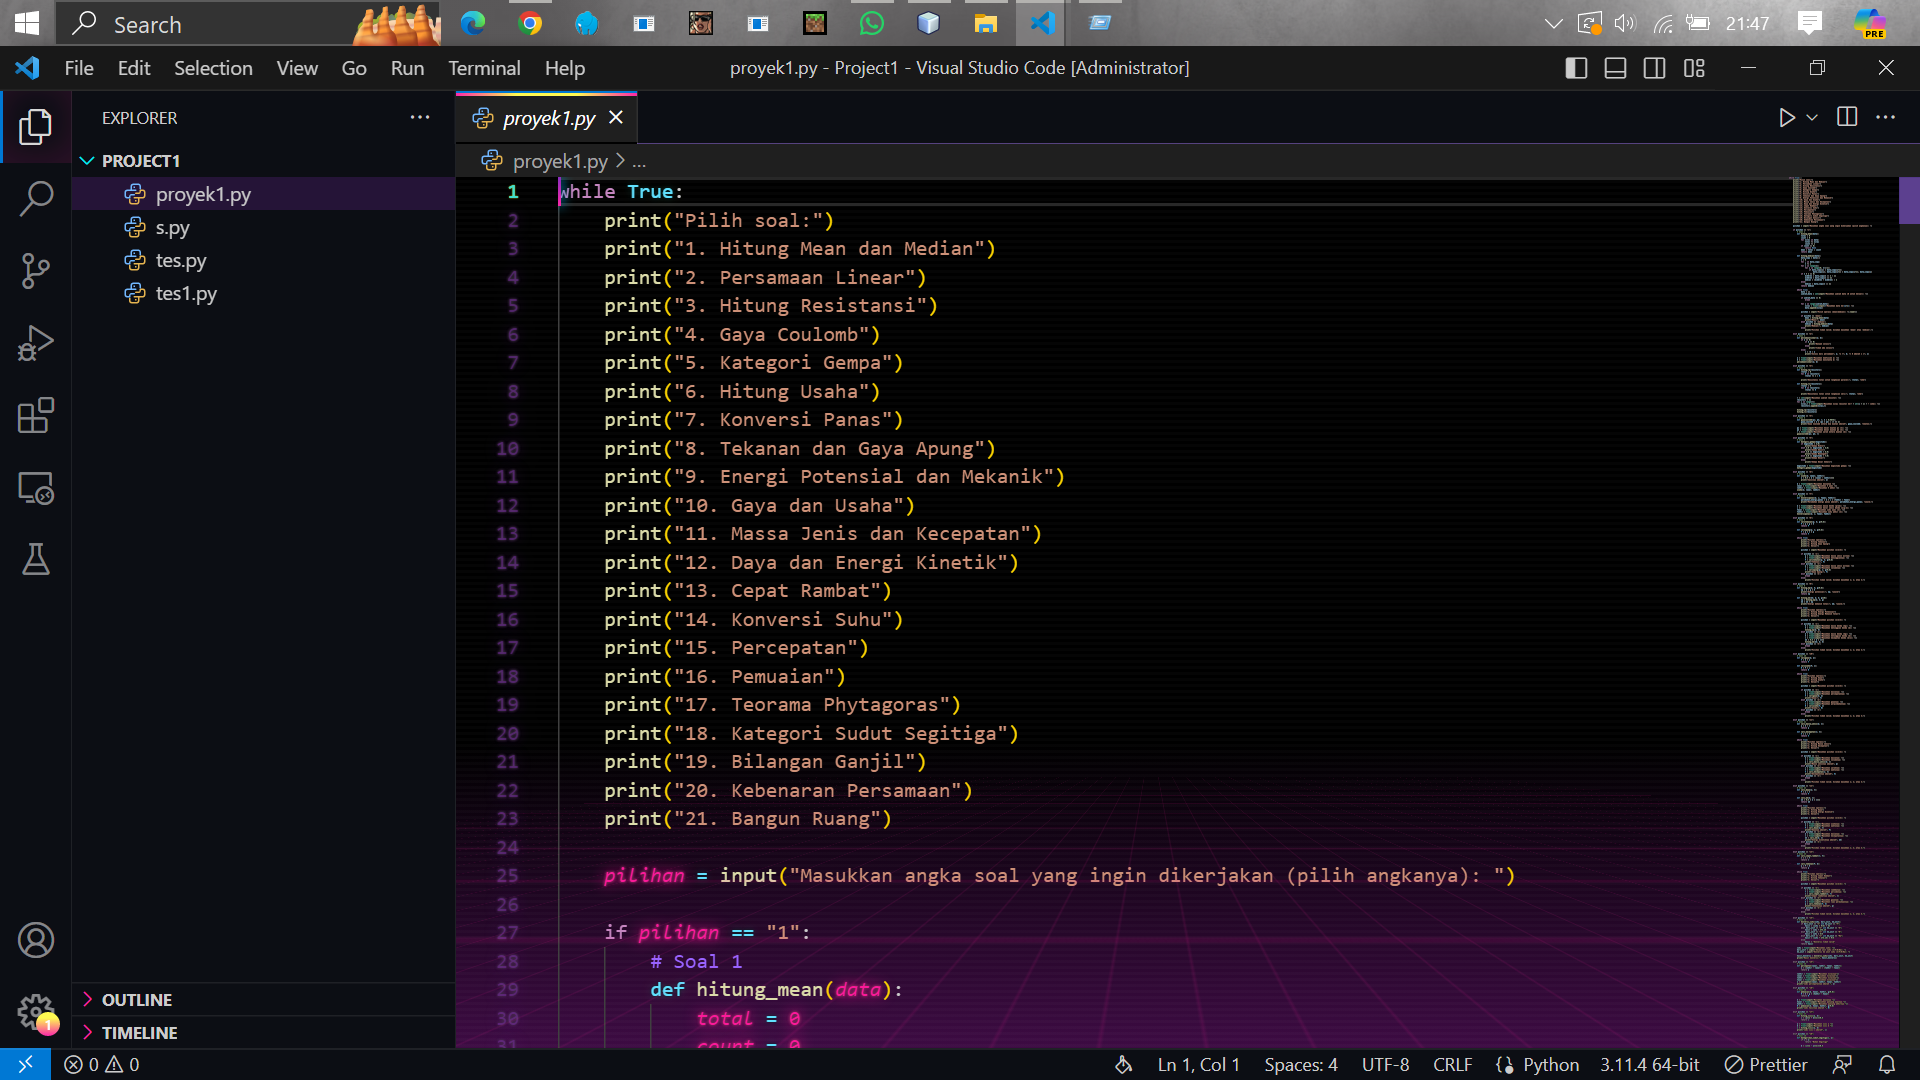 Search
21:47
PRE
File Edit Selection View Go Run Terminal Help
proyek1.py - Project1 - Visual Studio Code [Administrator]
EXPLORER
PROJECT1
proyek1.py
s.py
tes.py
tes1.py
OUTLINE
TIMELINE
proyek1.py
proyek1.py > ...
1 while True:
2 print("Pilih soal:")
3 print("1. Hitung Mean dan Median")
4 print("2. Persamaan Linear")
5 print("3. Hitung Resistansi")
6 print("4. Gaya Coulomb")
7 print("5. Kategori Gempa")
8 print("6. Hitung Usaha")
9 print("7. Konversi Panas")
10 print("8. Tekanan dan Gaya Apung")
11 print("9. Energi Potensial dan Mekanik")
12 print("10. Gaya dan Usaha")
13 print("11. Massa Jenis dan Kecepatan")
14 print("12. Daya dan Energi Kinetik")
15 print("13. Cepat Rambat")
16 print("14. Konversi Suhu")
17 print("15. Percepatan")
18 print("16. Pemuaian")
19 print("17. Teorama Phytagoras")
20 print("18. Kategori Sudut Segitiga")
21 print("19. Bilangan Ganjil")
22 print("20. Kebenaran Persamaan")
23 print("21. Bangun Ruang")
24
25 pilihan = input("Masukkan angka soal yang ingin dikerjakan (pilih angkanya): ")
26
27 if pilihan == "1":
28 # Soal 1
29 def hitung_mean(data):
30 total = 0
31 count = 0
1
0 0
Ln 1, Col 1 Spaces: 4 UTF-8 CRLF Python 3.11.4 64-bit Prettier